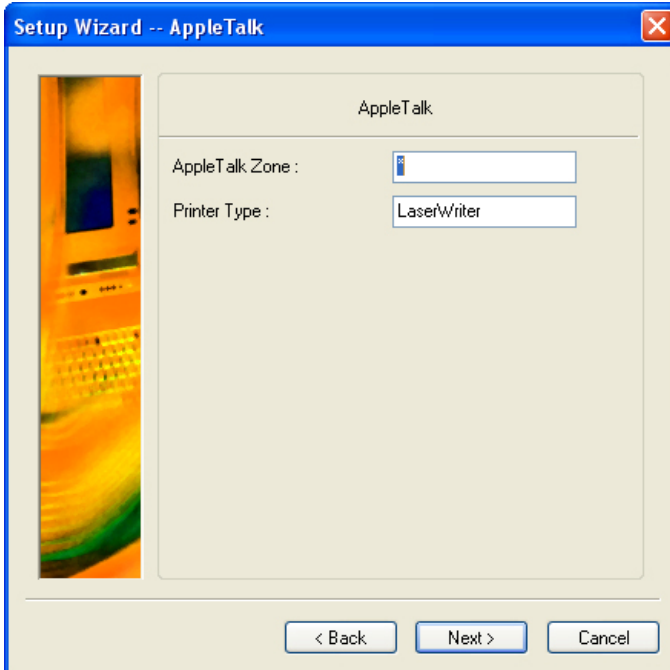 Setup Wizard -- AppleTalk
AppleTalk
AppleTalk Zone : *
Printer Type : LaserWriter
< Back Next > Cancel